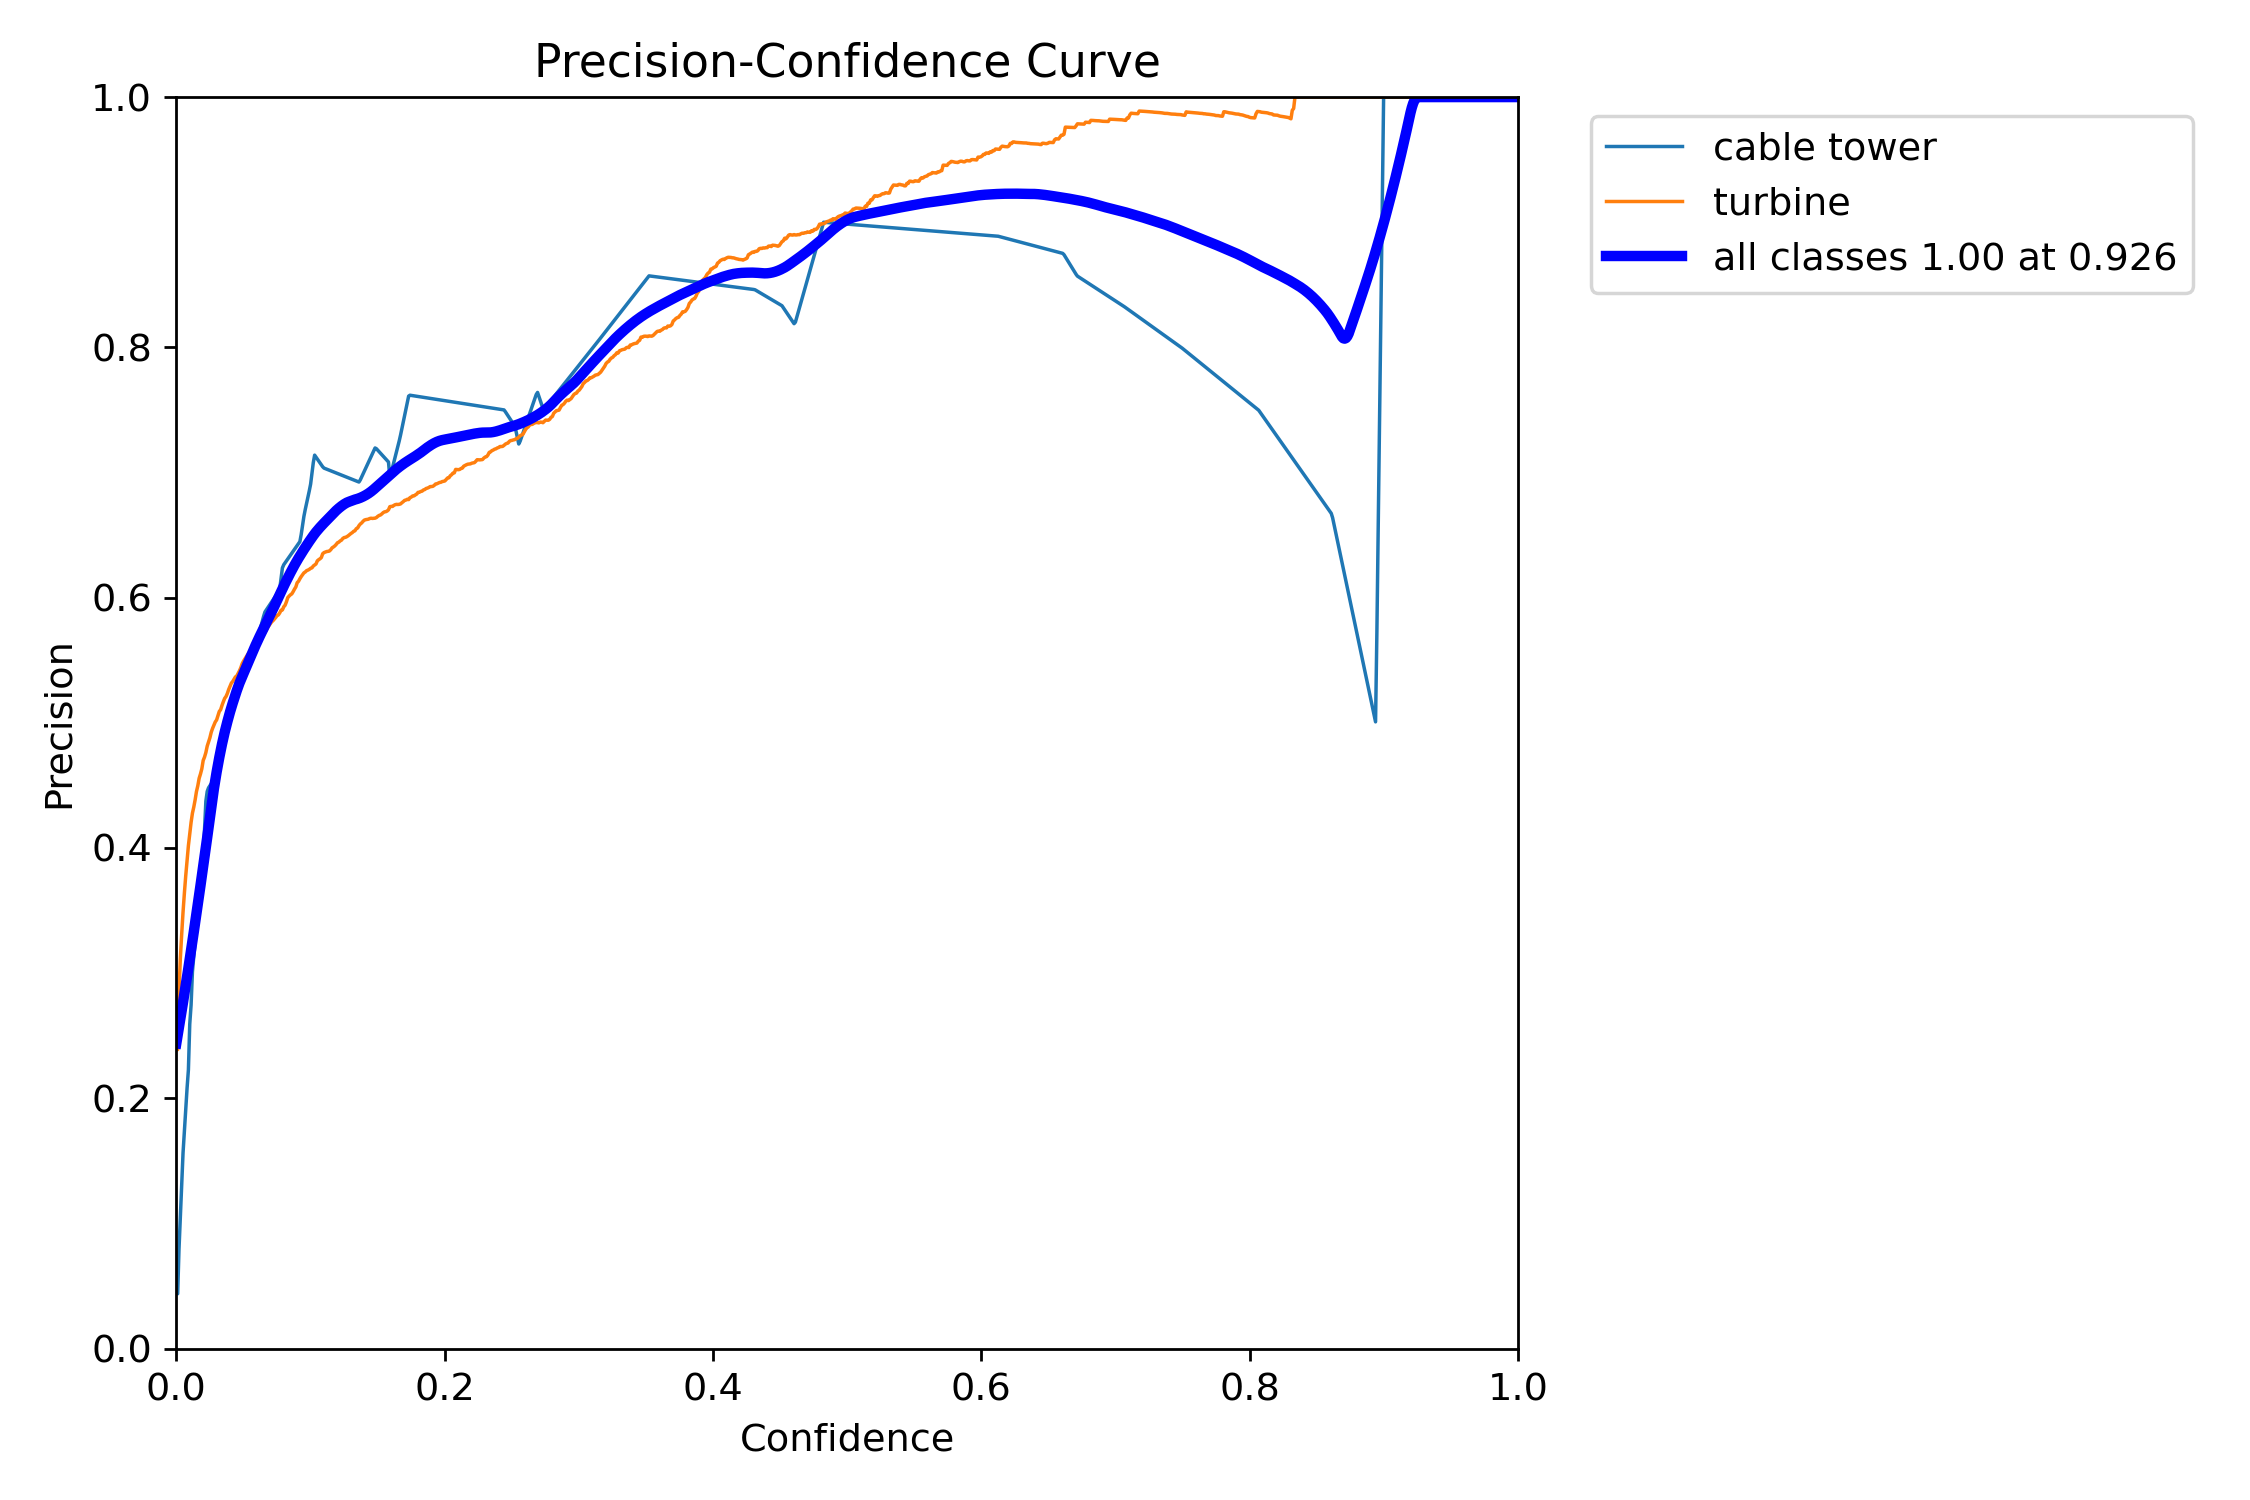 Precision-Confidence Curve
1.0
0.8
0.6
0.4
0.2
0.0
Precision
0.0 0.2 0.4 0.6 0.8 1.0
Confidence
cable tower
turbine
all classes 1.00 at 0.926